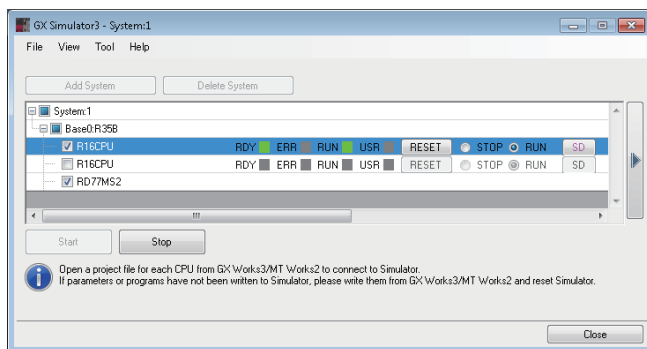 GX Simulator3 - System:1
File View Tool Help
Add System Delete System
System:1
Base0:R35B
R16CPU RDY ERR RUN USR RESET STOP RUN SD
R16CPU RDY ERR RUN USR RESET STOP RUN SD
RD77MS2
Start Stop
Open a project file for each CPU from GX Works3/MT Works2 to connect to Simulator.
If parameters or programs have not been written to Simulator, please write them from GX Works3/MT Works2 and reset Simulator.
Close